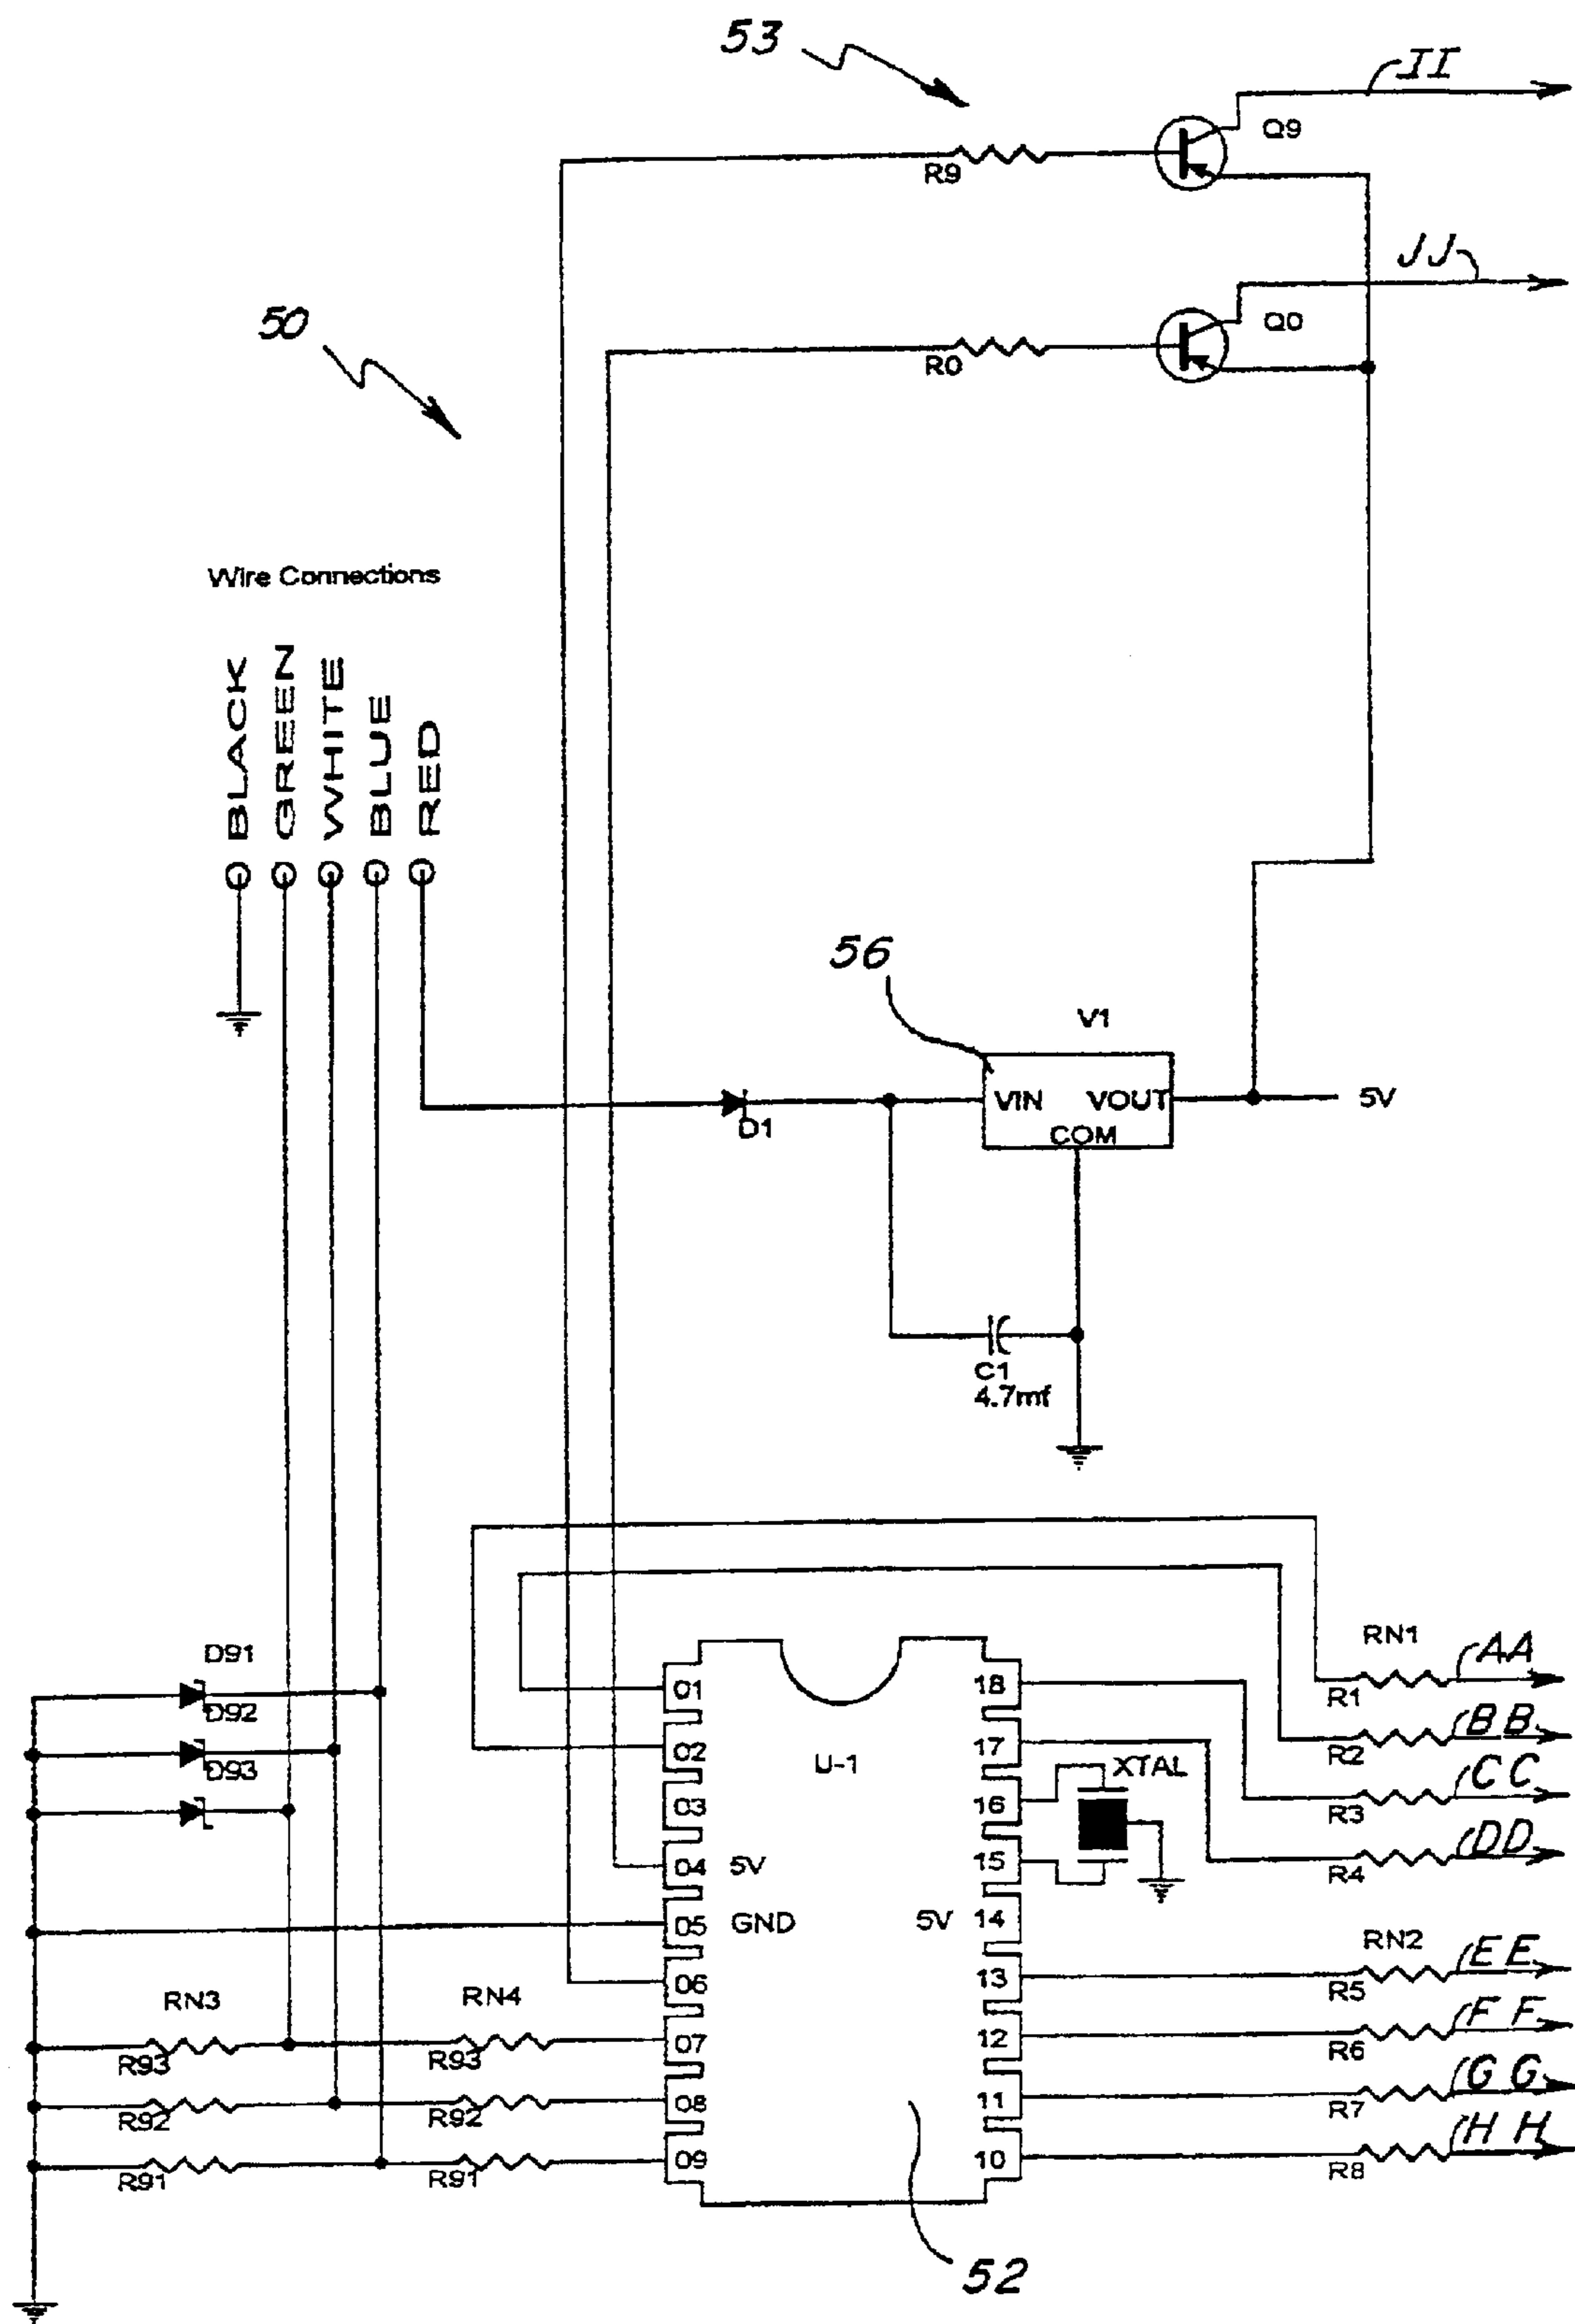 53
II
Q9
R9
JJ
50
Q0
R0
Wire Connections
BLACK
GREEN
WHITE
BLUE
RED
56
V1
VIN VOUT
COM
5V
D1
C1
4.7mf
D91
D92
D93
RN1
AA
R1
BB
R2
CC
R3
DD
R4
01 18
02 U-1 17
XTAL
03 16
04 5V 15
05 GND 5V 14
06 13
07 12
08 11
09 10
RN2
EE
R5
FF
R6
GG
R7
HH
R8
RN3 RN4
R93 R93
R92 R92
R91 R91
52